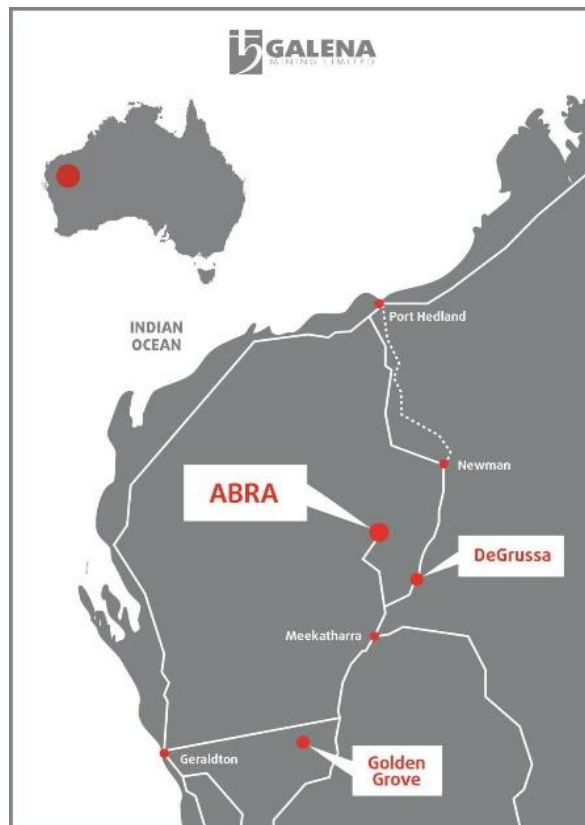 GALENA
MINING LIMITED
INDIAN
OCEAN
Port Hedland
Newman
ABRA
DeGrussa
Meekatharra
Geraldton
Golden
Grove